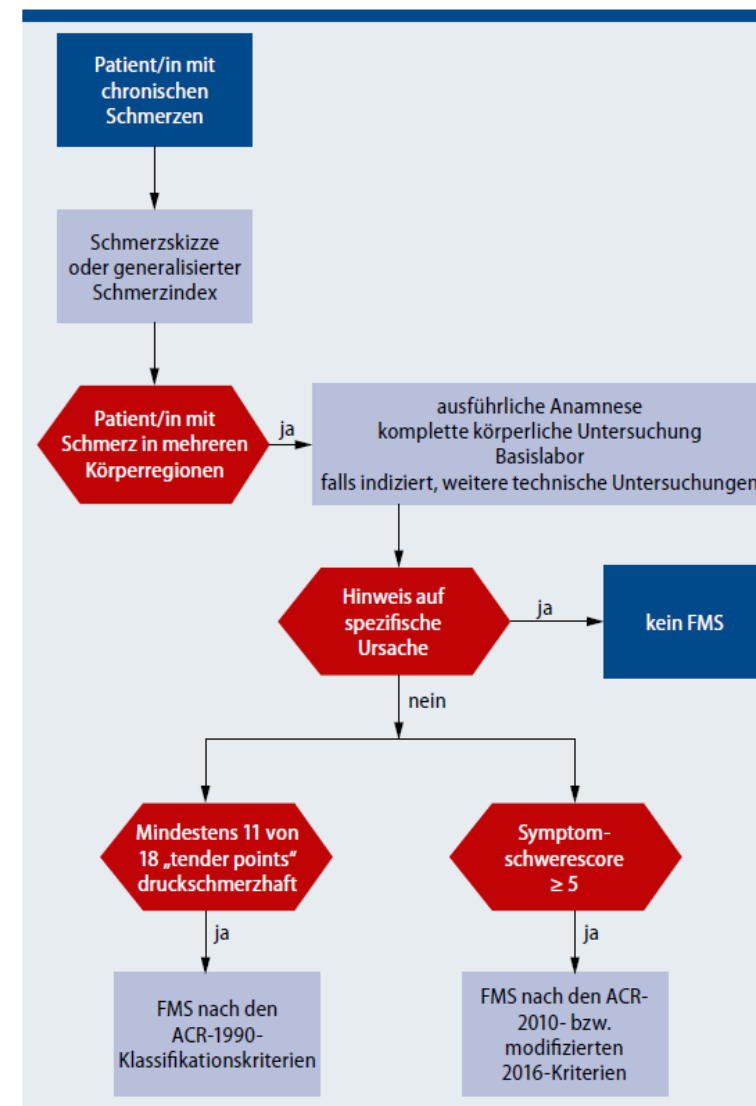 Patient/in mit
chronischen
Schmerzen
Schmerzskizze
oder generalisierter
Schmerzindex
Patient/in mit
Schmerz in mehreren
Körperregionen
ja
ausführliche Anamnese
komplette körperliche Untersuchung
Basislabor
falls indiziert, weitere technische Untersuchungen
Hinweis auf
spezifische
Ursache
ja
kein FMS
nein
Mindestens 11 von
18 „tender points“
druckschmerzhaft
ja
FMS nach den
ACR-1990-
Klassifikationskriterien
Symptom-
schwerescore
≥ 5
ja
FMS nach den ACR-
2010- bzw.
modifizierten
2016-Kriterien